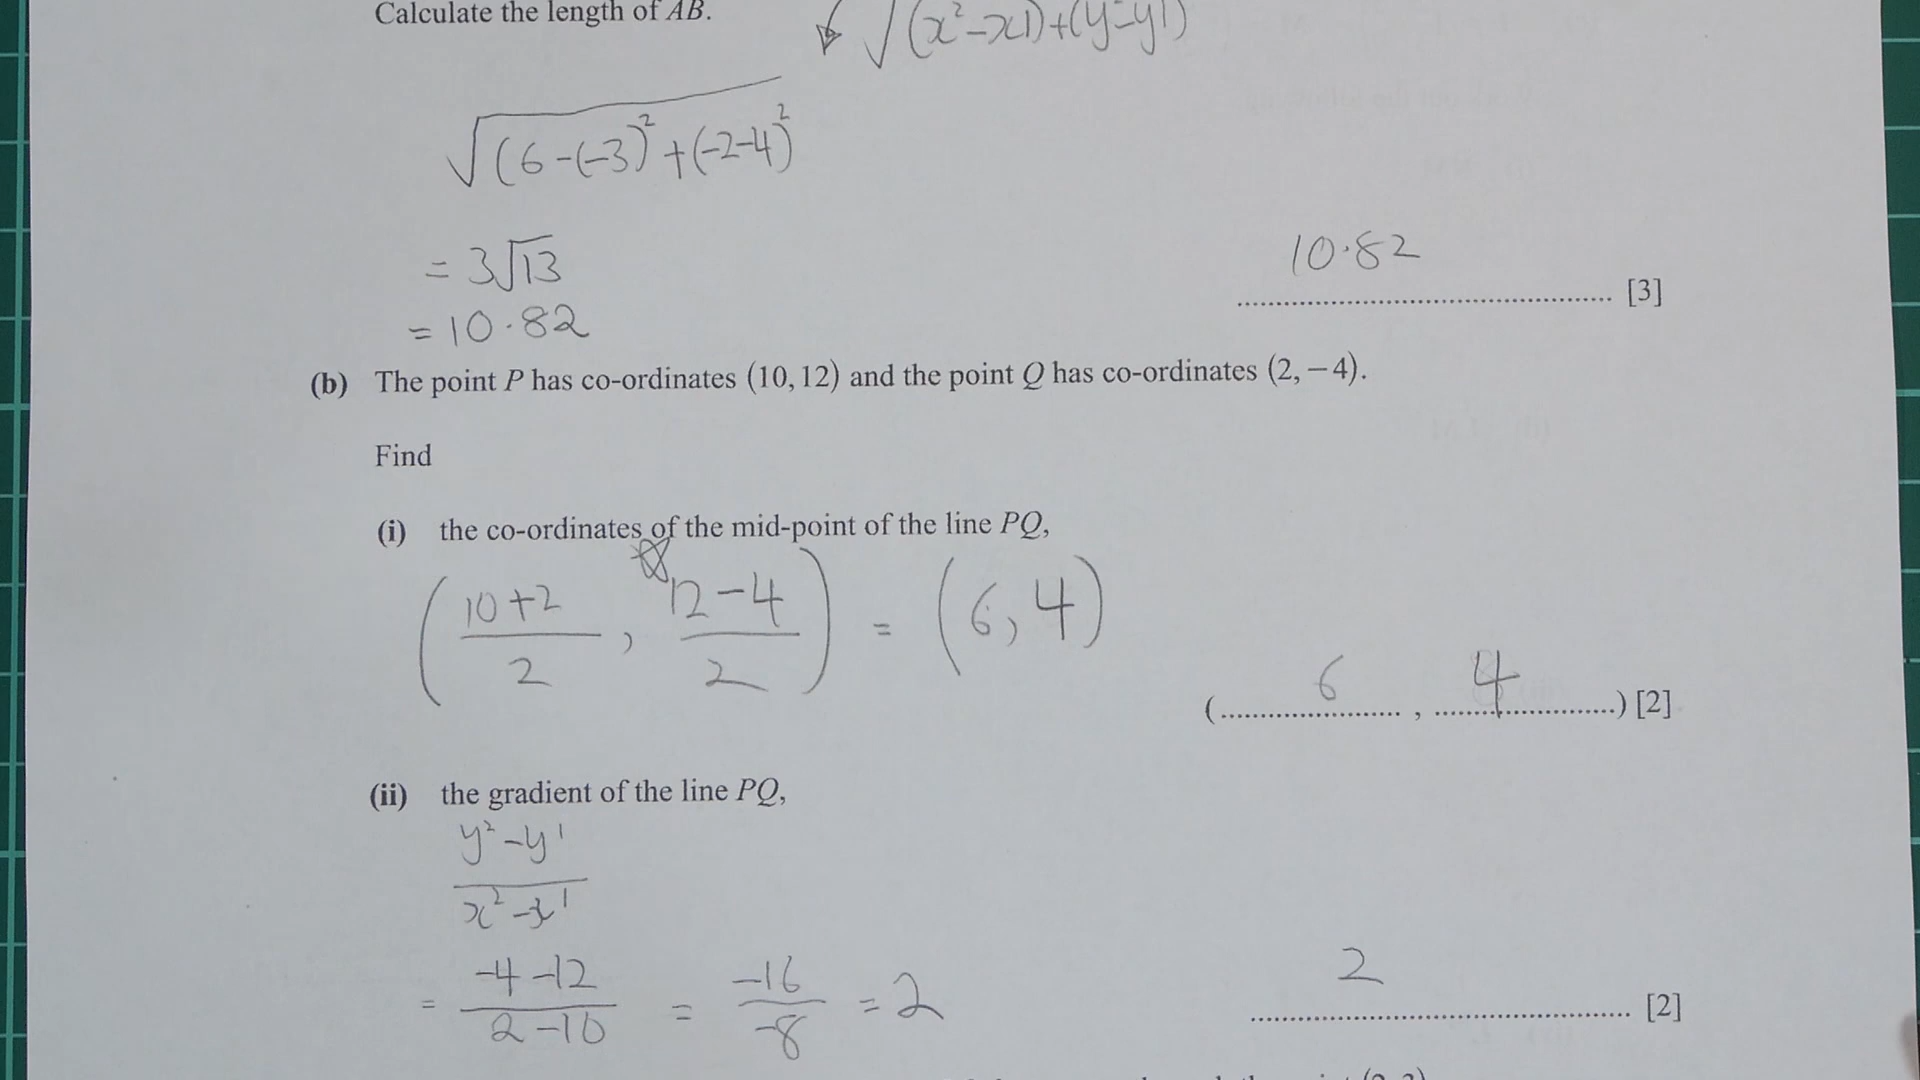 Calculate the length of AB.
√(x²-x1)+(y²-y1)
√(6-(-3)²+(-2-4)²
= 3√13
= 10.82
10.82
........................................ [3]
(b) The point P has co-ordinates (10, 12) and the point Q has co-ordinates (2, −4).
Find
(i) the co-ordinates of the mid-point of the line PQ,
(10+2/2, 12-4/2) = (6, 4)
(.......... 6 .........., .......... 4 ..........) [2]
(ii) the gradient of the line PQ,
y²-y¹
x²-x¹
= -4-12/2-10 = -16/-8 = 2
2
........................................ [2]